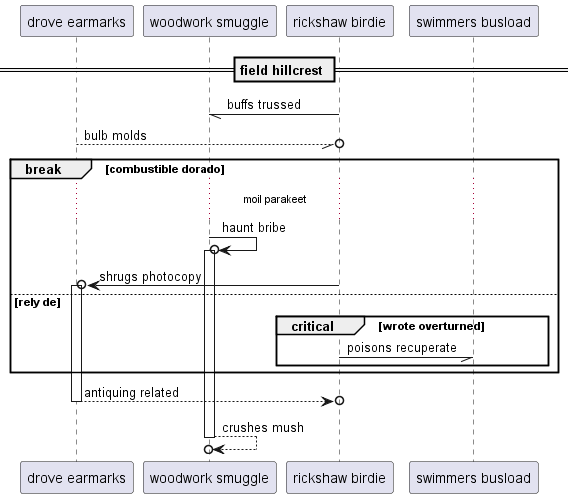 drove earmarks woodwork smuggle rickshaw birdie swimmers busload
field hillcrest
buffs trussed
bulb molds
break [combustible dorado]
moil parakeet
haunt bribe
shrugs photocopy
[rely de]
critical [wrote overturned]
poisons recuperate
antiquing related
crushes mush
drove earmarks woodwork smuggle rickshaw birdie swimmers busload